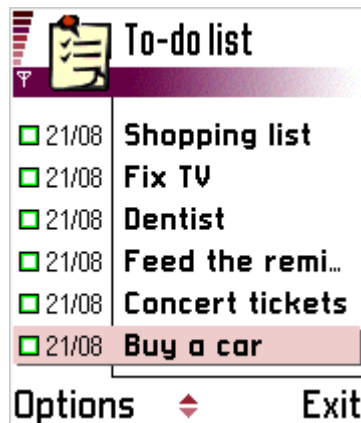 To-do list
21/08 Shopping list
21/08 Fix TV
21/08 Dentist
21/08 Feed the remi...
21/08 Concert tickets
21/08 Buy a car
Options Exit